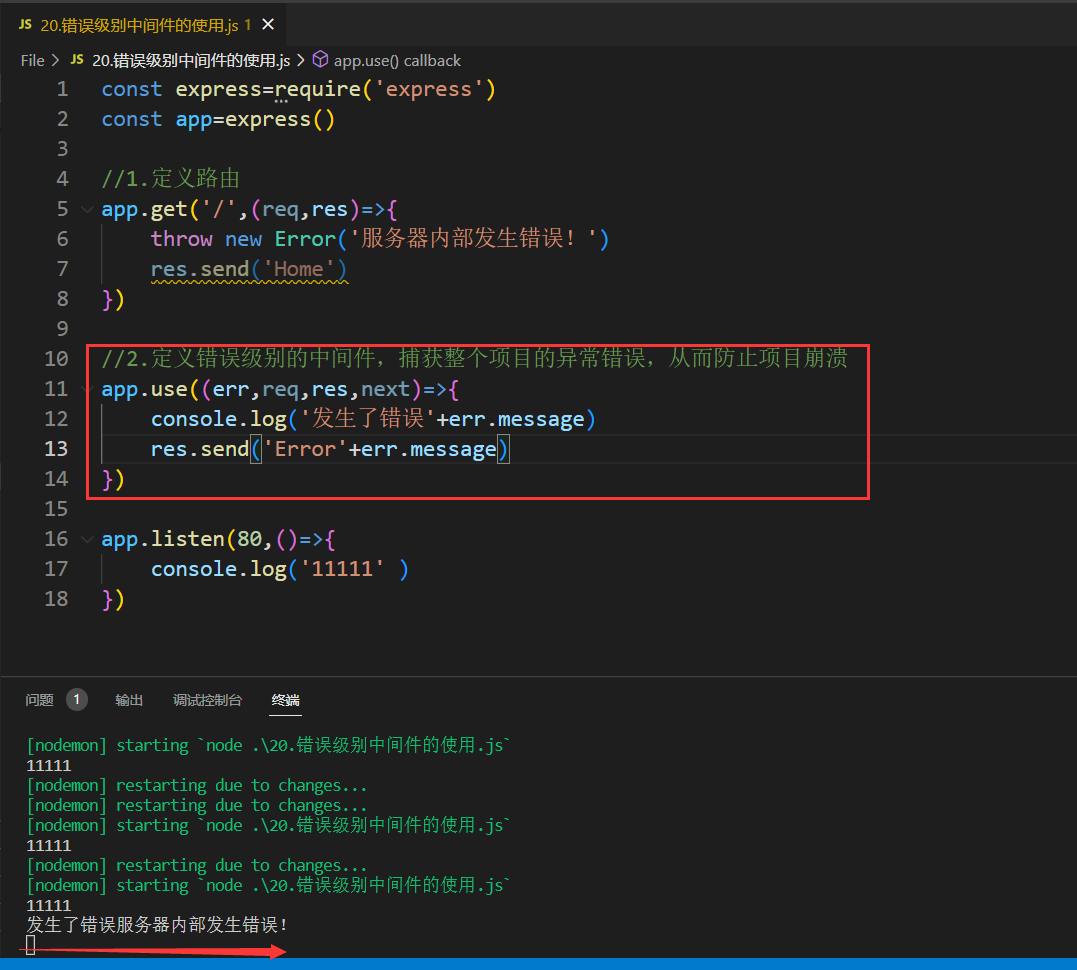 JS 20.错误级别中间件的使用.js 1 ×
File > JS 20.错误级别中间件的使用.js > app.use() callback
1 const express=require('express')
2 const app=express()
3
4 //1.定义路由
5 app.get('/',(req,res)=>{
6 throw new Error('服务器内部发生错误！')
7 res.send('Home')
8 })
9
10 //2.定义错误级别的中间件，捕获整个项目的异常错误，从而防止项目崩溃
11 app.use((err,req,res,next)=>{
12 console.log('发生了错误'+err.message)
13 res.send('Error'+err.message)
14 })
15
16 app.listen(80,()=>{
17 console.log('11111' )
18 })
问题 1 输出 调试控制台 终端
[nodemon] starting `node .\20.错误级别中间件的使用.js`
11111
[nodemon] restarting due to changes...
[nodemon] restarting due to changes...
[nodemon] starting `node .\20.错误级别中间件的使用.js`
11111
[nodemon] restarting due to changes...
[nodemon] starting `node .\20.错误级别中间件的使用.js`
11111
发生了错误服务器内部发生错误！